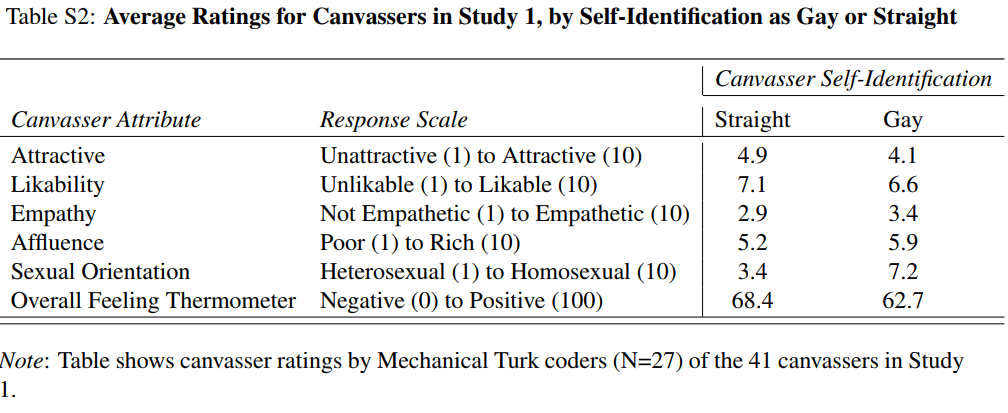 Table S2: Average Ratings for Canvassers in Study 1, by Self-Identification as Gay or Straight
Canvasser Self-Identification
Canvasser Attribute Response Scale Straight Gay
Attractive Unattractive (1) to Attractive (10) 4.9 4.1
Likability Unlikable (1) to Likable (10) 7.1 6.6
Empathy Not Empathetic (1) to Empathetic (10) 2.9 3.4
Affluence Poor (1) to Rich (10) 5.2 5.9
Sexual Orientation Heterosexual (1) to Homosexual (10) 3.4 7.2
Overall Feeling Thermometer Negative (0) to Positive (100) 68.4 62.7
Note: Table shows canvasser ratings by Mechanical Turk coders (N=27) of the 41 canvassers in Study
1.